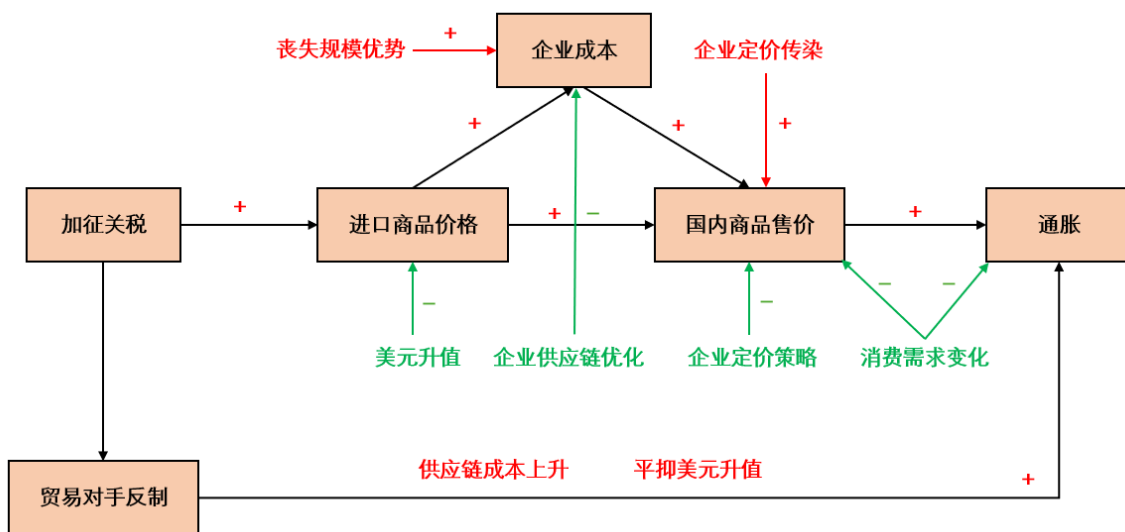 丧失规模优势
+
企业成本
企业定价传染
+
+
+
加征关税
+
进口商品价格
+
−
国内商品售价
+
通胀
−
−
−
−
美元升值
企业供应链优化
企业定价策略
消费需求变化
供应链成本上升
平抑美元升值
+
贸易对手反制